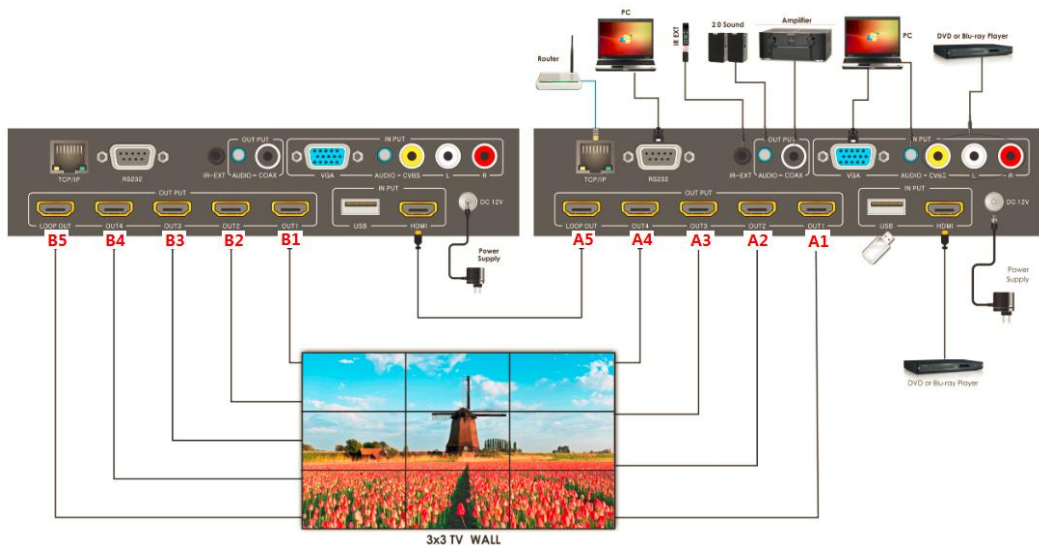 PC
IR EXT
2.0 Sound
Amplifier
PC
DVD or Blu-ray Player
Router
OUT PUT
IN PUT
TCP/IP
RS232
IR-EXT
AUDIO
COAX
VGA
AUDIO
CVBS
L
R
OUT PUT
IN PUT
LOOP OUT
OUT4
OUT3
OUT2
OUT1
USB
HDMI
DC 12V
B5
B4
B3
B2
B1
Power
Supply
OUT PUT
IN PUT
TCP/IP
RS232
IR-EXT
AUDIO
COAX
VGA
AUDIO
CVBS
L
R
OUT PUT
IN PUT
LOOP OUT
OUT4
OUT3
OUT2
OUT1
USB
HDMI
DC 12V
A5
A4
A3
A2
A1
Power
Supply
DVD or Blu-ray Player
3x3 TV WALL